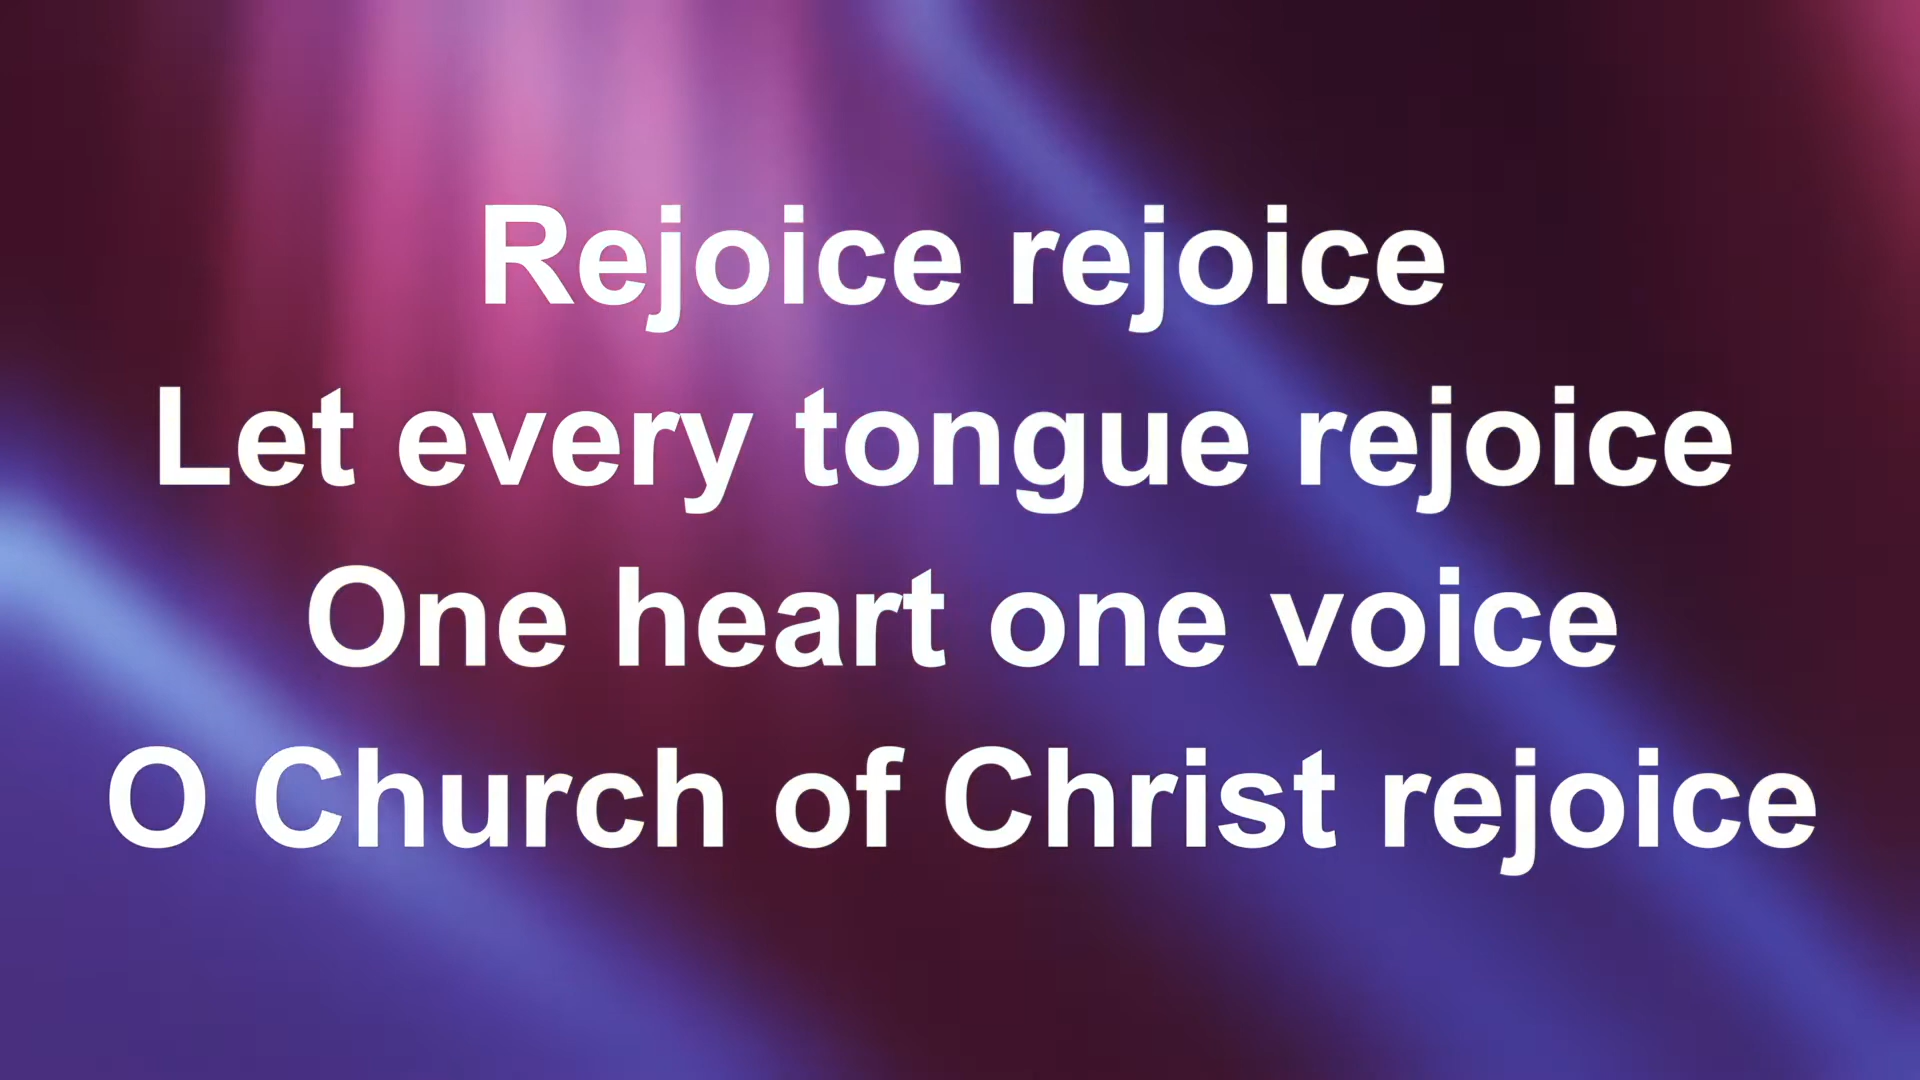 Rejoice rejoice
Let every tongue rejoice
One heart one voice
O Church of Christ rejoice